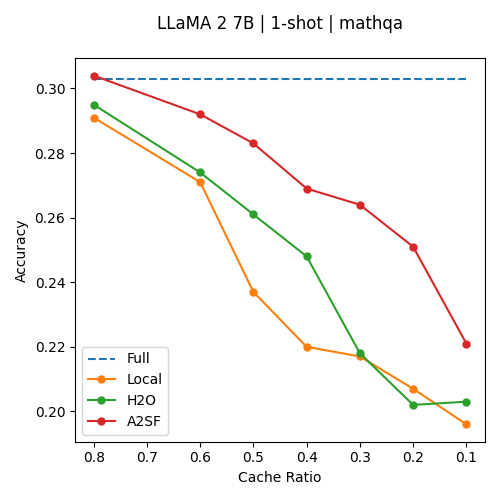 LLaMA 2 7B | 1-shot | mathqa
0.30
0.28
0.26
0.24
0.22
0.20
Accuracy
Full
Local
H2O
A2SF
0.8 0.7 0.6 0.5 0.4 0.3 0.2 0.1
Cache Ratio